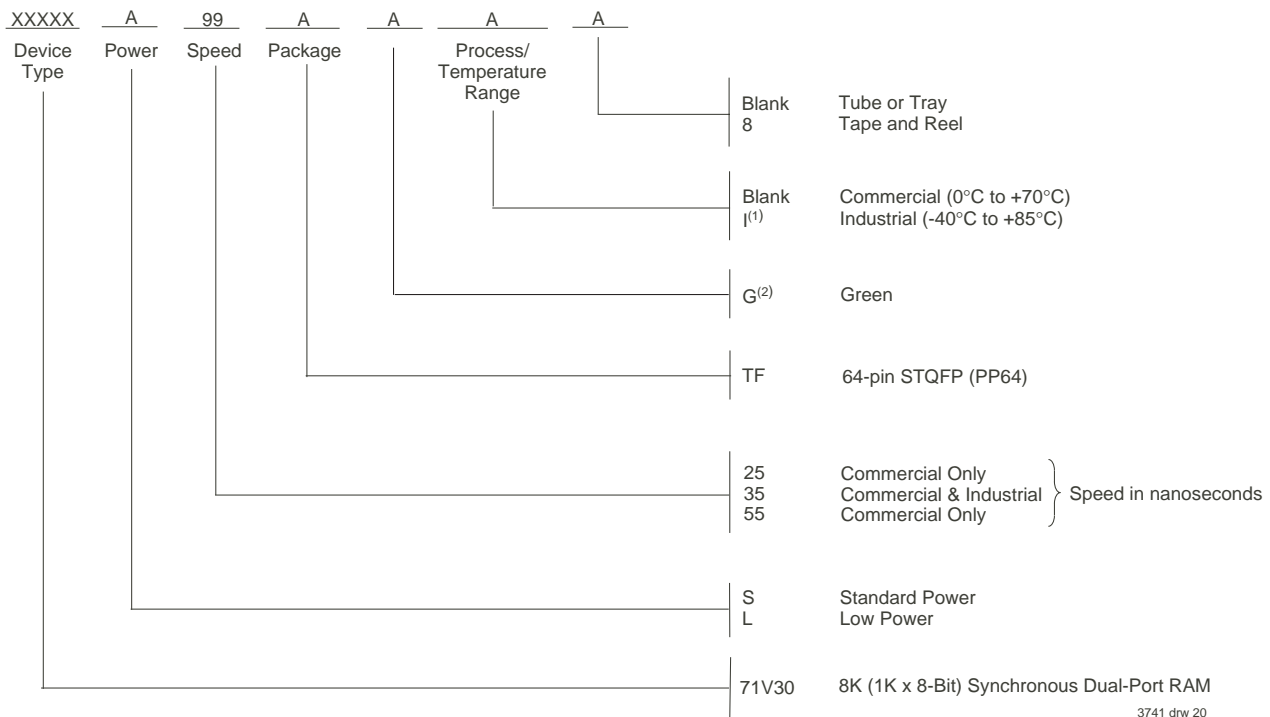 XXXXX A 99 A A A A
Device Type Power Speed Package Process/ Temperature Range
Blank Tube or Tray
8 Tape and Reel
Blank Commercial (0°C to +70°C)
I(1) Industrial (-40°C to +85°C)
G(2) Green
TF 64-pin STQFP (PP64)
25 Commercial Only
35 Commercial & Industrial Speed in nanoseconds
55 Commercial Only
S Standard Power
L Low Power
71V30 8K (1K x 8-Bit) Synchronous Dual-Port RAM
3741 drw 20